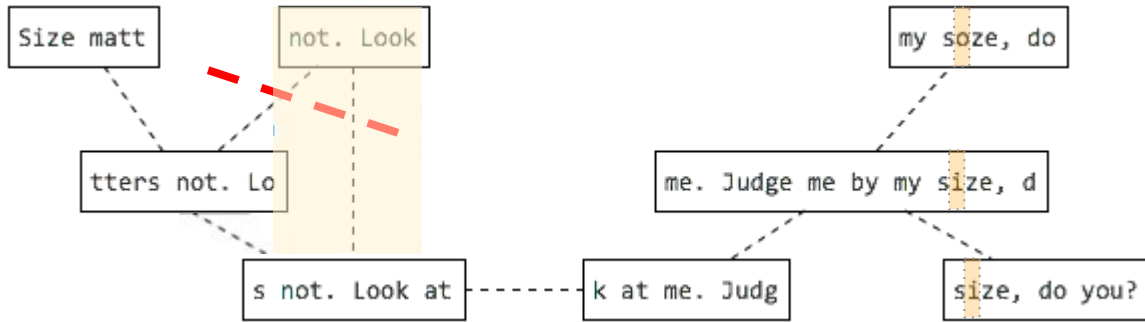 Size matt
not. Look
my soze, do
tters not. Lo
me. Judge me by my size, d
s not. Look at
k at me. Judg
size, do you?